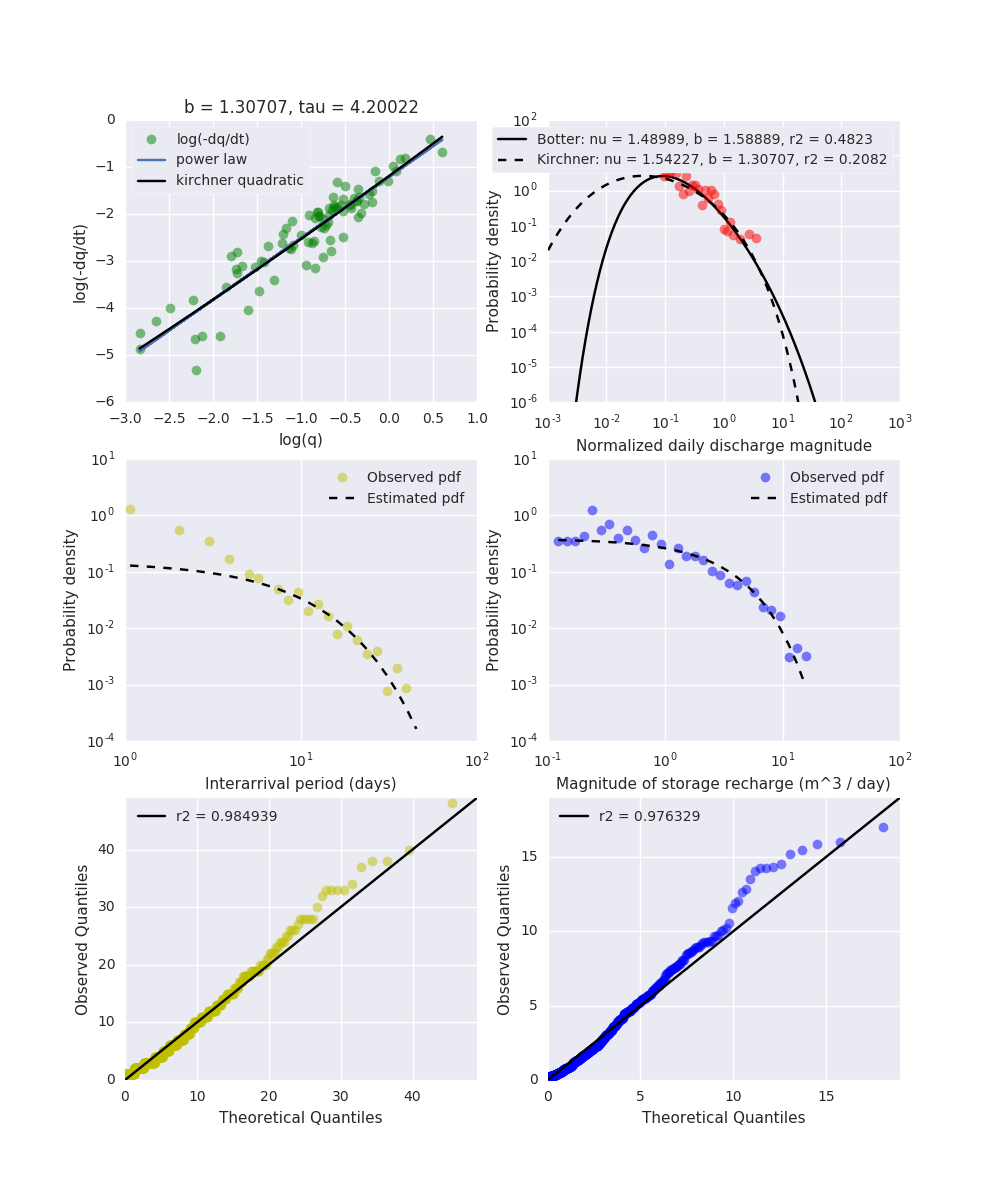 b = 1.30707, tau = 4.20022
0
−1
−2
−3
−4
−5
−6
log(-dq/dt)
log(-dq/dt)
power law
kirchner quadratic
−3.0 −2.5 −2.0 −1.5 −1.0 −0.5 0.0 0.5 1.0
log(q)
10^2
10^0
10^-1
10^-2
10^-3
10^-4
10^-5
10^-6
Probability density
Botter: nu = 1.48989, b = 1.58889, r2 = 0.4823
Kirchner: nu = 1.54227, b = 1.30707, r2 = 0.2082
10^-3 10^-2 10^-1 10^0 10^1 10^2 10^3
Normalized daily discharge magnitude
10^1
10^0
10^-1
10^-2
10^-3
10^-4
Probability density
Observed pdf
Estimated pdf
10^0 10^1 10^2
Interarrival period (days)
10^1
10^0
10^-1
10^-2
10^-3
10^-4
Probability density
Observed pdf
Estimated pdf
10^-1 10^0 10^1 10^2
Magnitude of storage recharge (m^3 / day)
40
30
20
10
0
Observed Quantiles
r2 = 0.984939
0 10 20 30 40
Theoretical Quantiles
15
10
5
0
Observed Quantiles
r2 = 0.976329
0 5 10 15
Theoretical Quantiles